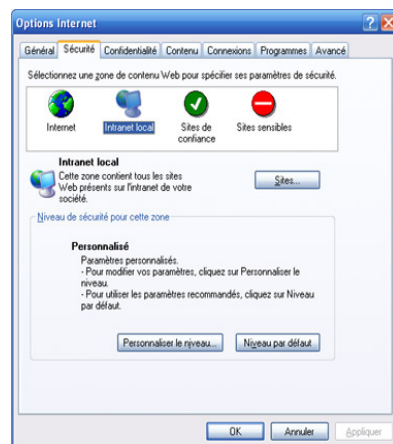 Options Internet
Général Sécurité Confidentialité Contenu Connexions Programmes Avancé
Sélectionnez une zone de contenu Web pour spécifier ses paramètres de sécurité.
Internet Intranet local Sites de confiance Sites sensibles
Intranet local
Cette zone contient tous les sites
Web présents sur l'intranet de votre
société.
Sites...
Niveau de sécurité pour cette zone
Personnalisé
Paramètres personnalisés.
- Pour modifier vos paramètres, cliquez sur Personnaliser le
niveau.
- Pour utiliser les paramètres recommandés, cliquez sur Niveau
par défaut.
Personnaliser le niveau... Niveau par défaut
OK Annuler Appliquer